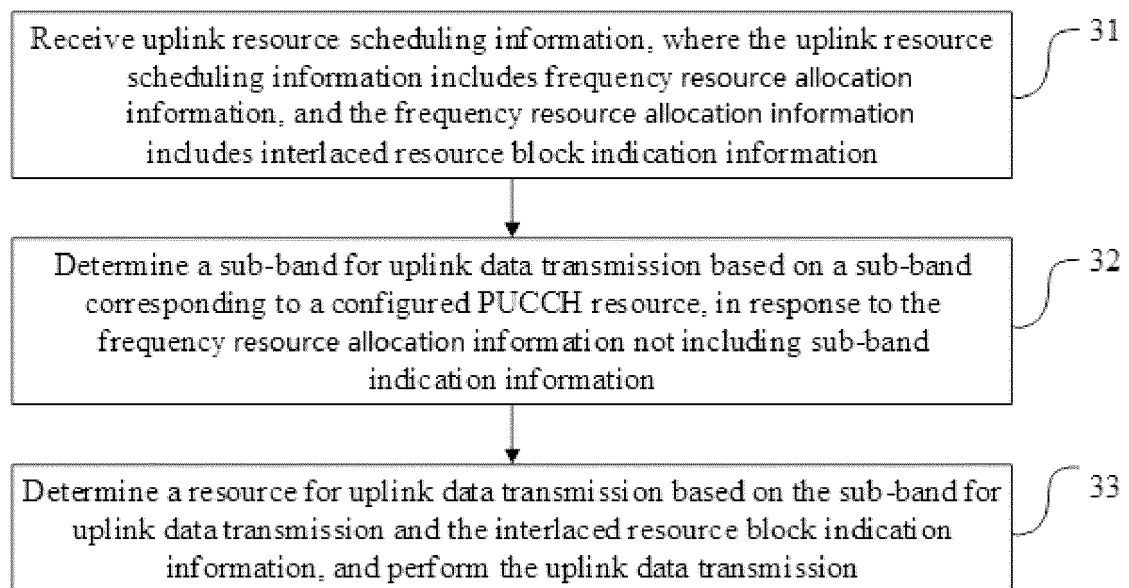 Receive uplink resource scheduling information, where the uplink resource
scheduling information includes frequency resource allocation
information, and the frequency resource allocation information
includes interlaced resource block indication information
31
Determine a sub-band for uplink data transmission based on a sub-band
corresponding to a configured PUCCH resource, in response to the
frequency resource allocation information not including sub-band
indication information
32
Determine a resource for uplink data transmission based on the sub-band for
uplink data transmission and the interlaced resource block indication
information, and perform the uplink data transmission
33